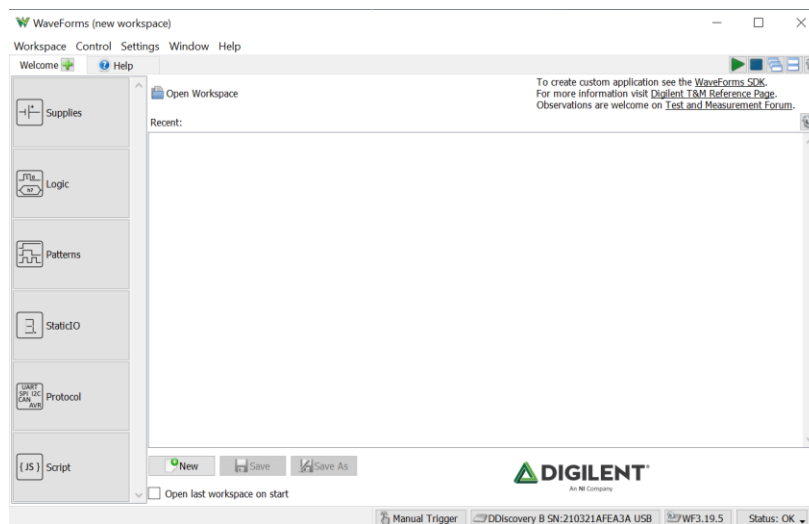 WaveForms (new workspace)
Workspace Control Settings Window Help
Welcome Help
Supplies
Logic
Patterns
StaticIO
UART
SPI I2C
CAN
AVR
Protocol
{JS} Script
Open Workspace
To create custom application see the WaveForms SDK.
For more information visit Digilent T&M Reference Page.
Observations are welcome on Test and Measurement Forum.
Recent:
New Save Save As
Open last workspace on start
DIGILENT
An NI Company
Manual Trigger DDiscovery B SN:210321AFEA3A USB WF3.19.5 Status: OK